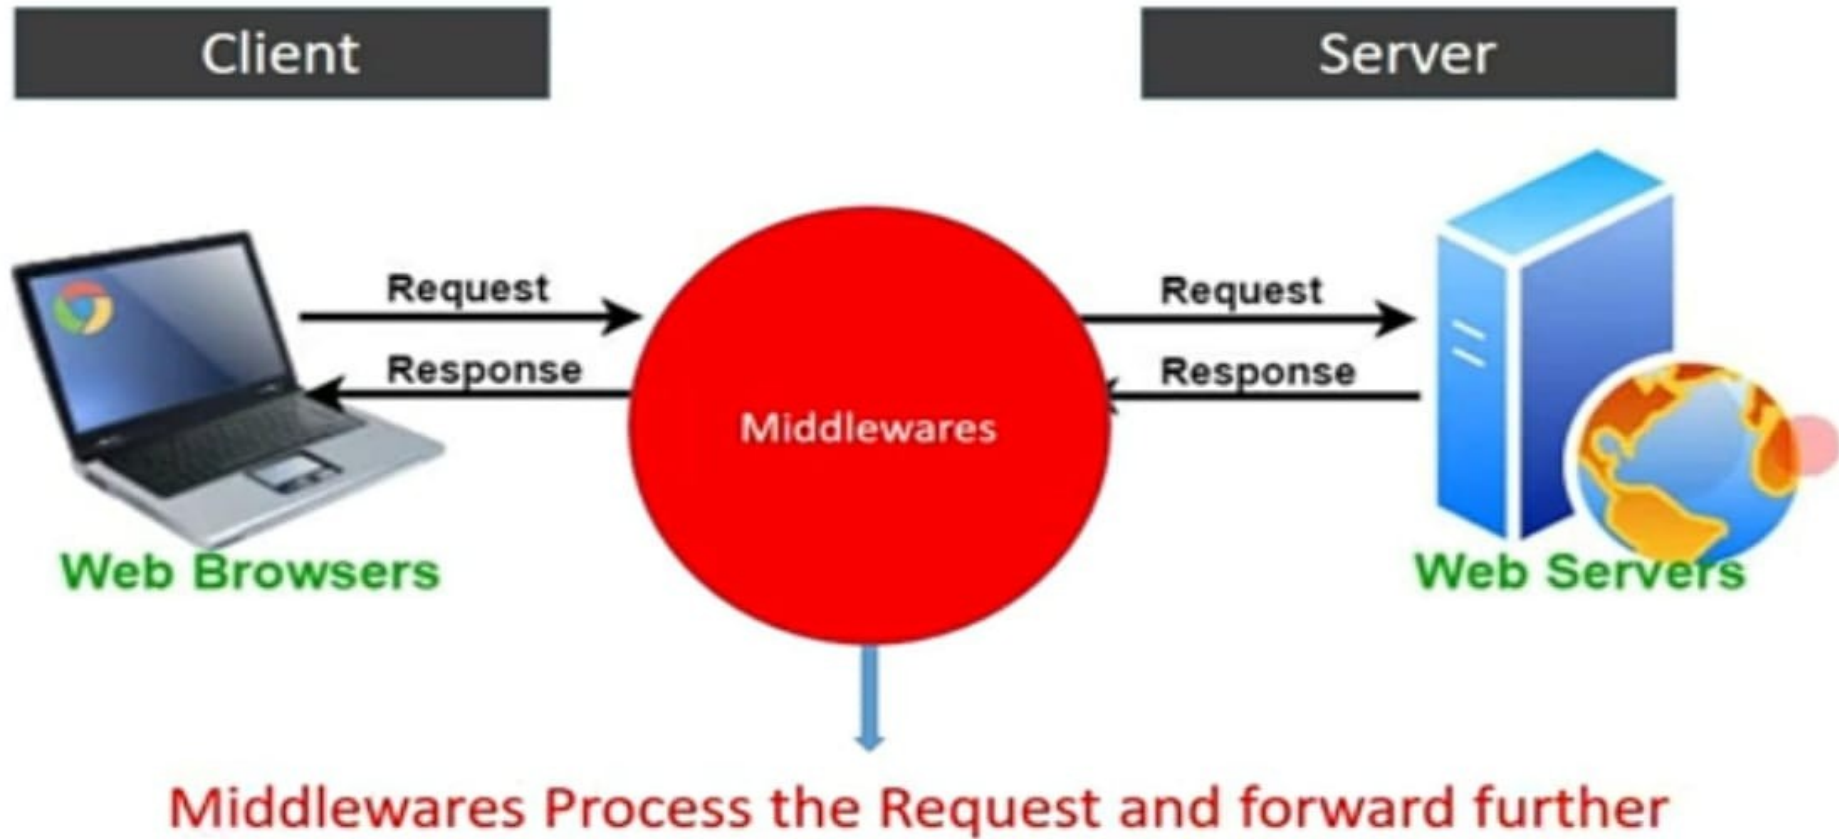 Client
Server
Request
Request
Response
Response
Middlewares
Web Browsers
Web Servers
Middlewares Process the Request and forward further